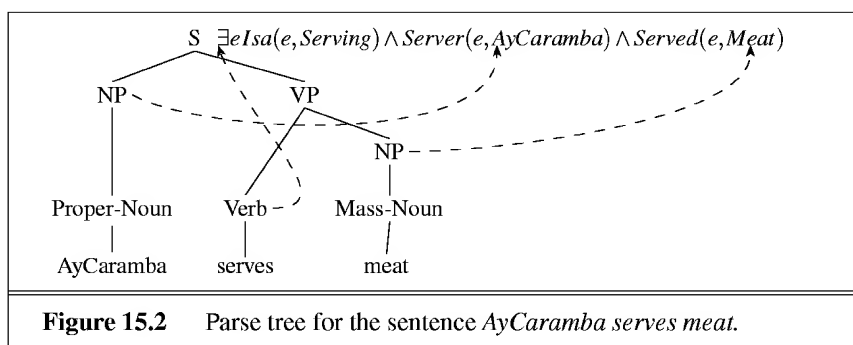 S ∃eIsa(e,Serving)∧Server(e,AyCaramba)∧Served(e,Meat)
NP VP
NP
Proper-Noun Verb Mass-Noun
AyCaramba serves meat
Figure 15.2 Parse tree for the sentence AyCaramba serves meat.